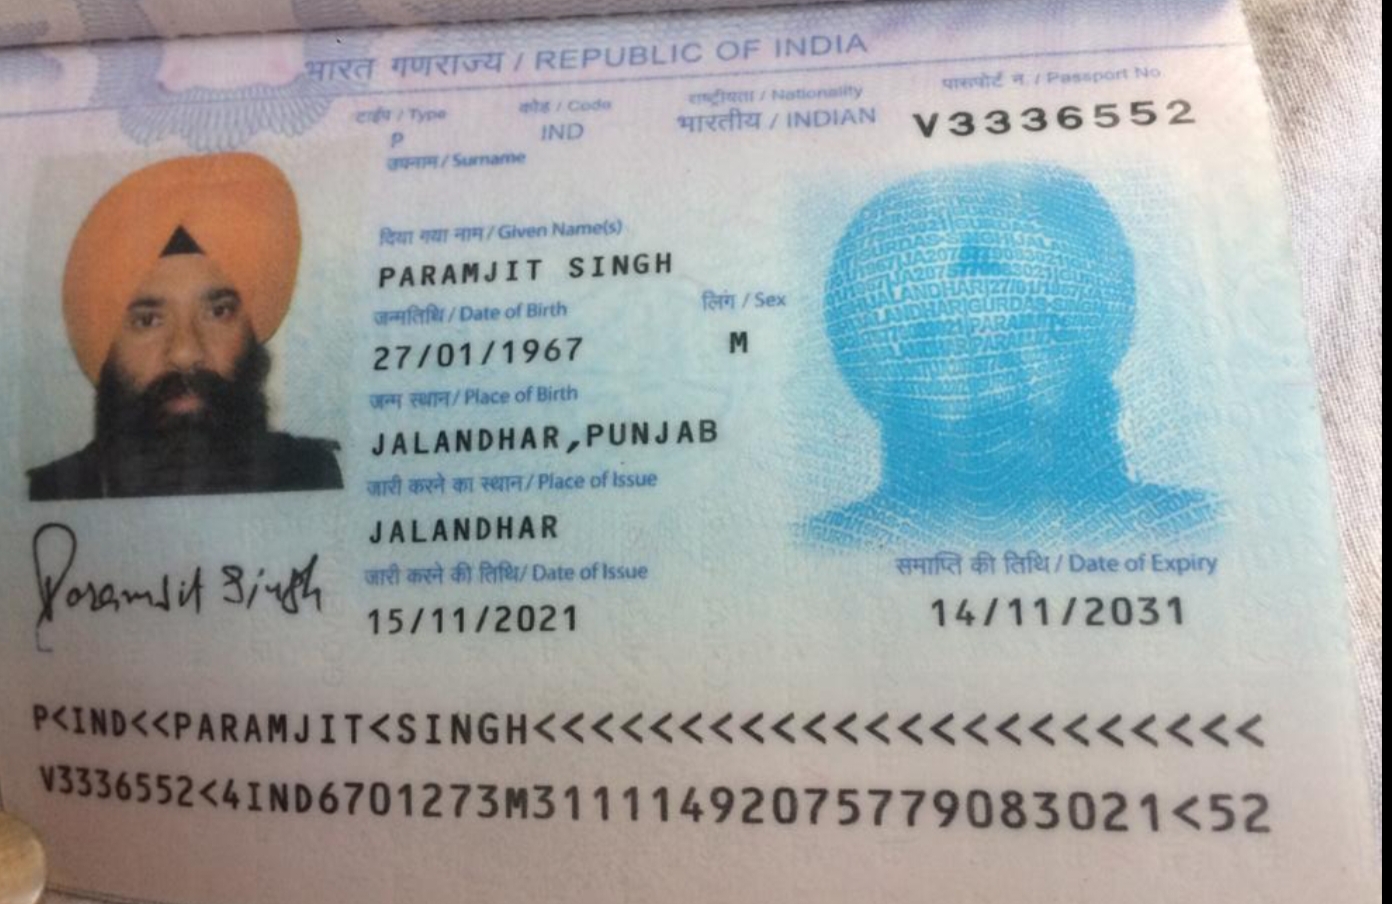 भारत गणराज्य / REPUBLIC OF INDIA
टाईप / Type कोड / Code राष्ट्रीयता / Nationality पासपोर्ट न. / Passport No
P IND भारतीय / INDIAN V3336552
उपनाम / Surname
दिया गया नाम / Given Name(s)
PARAMJIT SINGH
जन्मतिथि / Date of Birth लिंग / Sex
27/01/1967 M
जन्म स्थान / Place of Birth
JALANDHAR,PUNJAB
जारी करने का स्थान / Place of Issue
JALANDHAR
जारी करने की तिथि/ Date of Issue समाप्ति की तिथि / Date of Expiry
15/11/2021 14/11/2031
Paramjit Singh
P<IND<<PARAMJIT<SINGH<<<<<<<<<<<<<<<<<<<<<<<
V3336552<4IND6701273M3111149207577908​3021<52